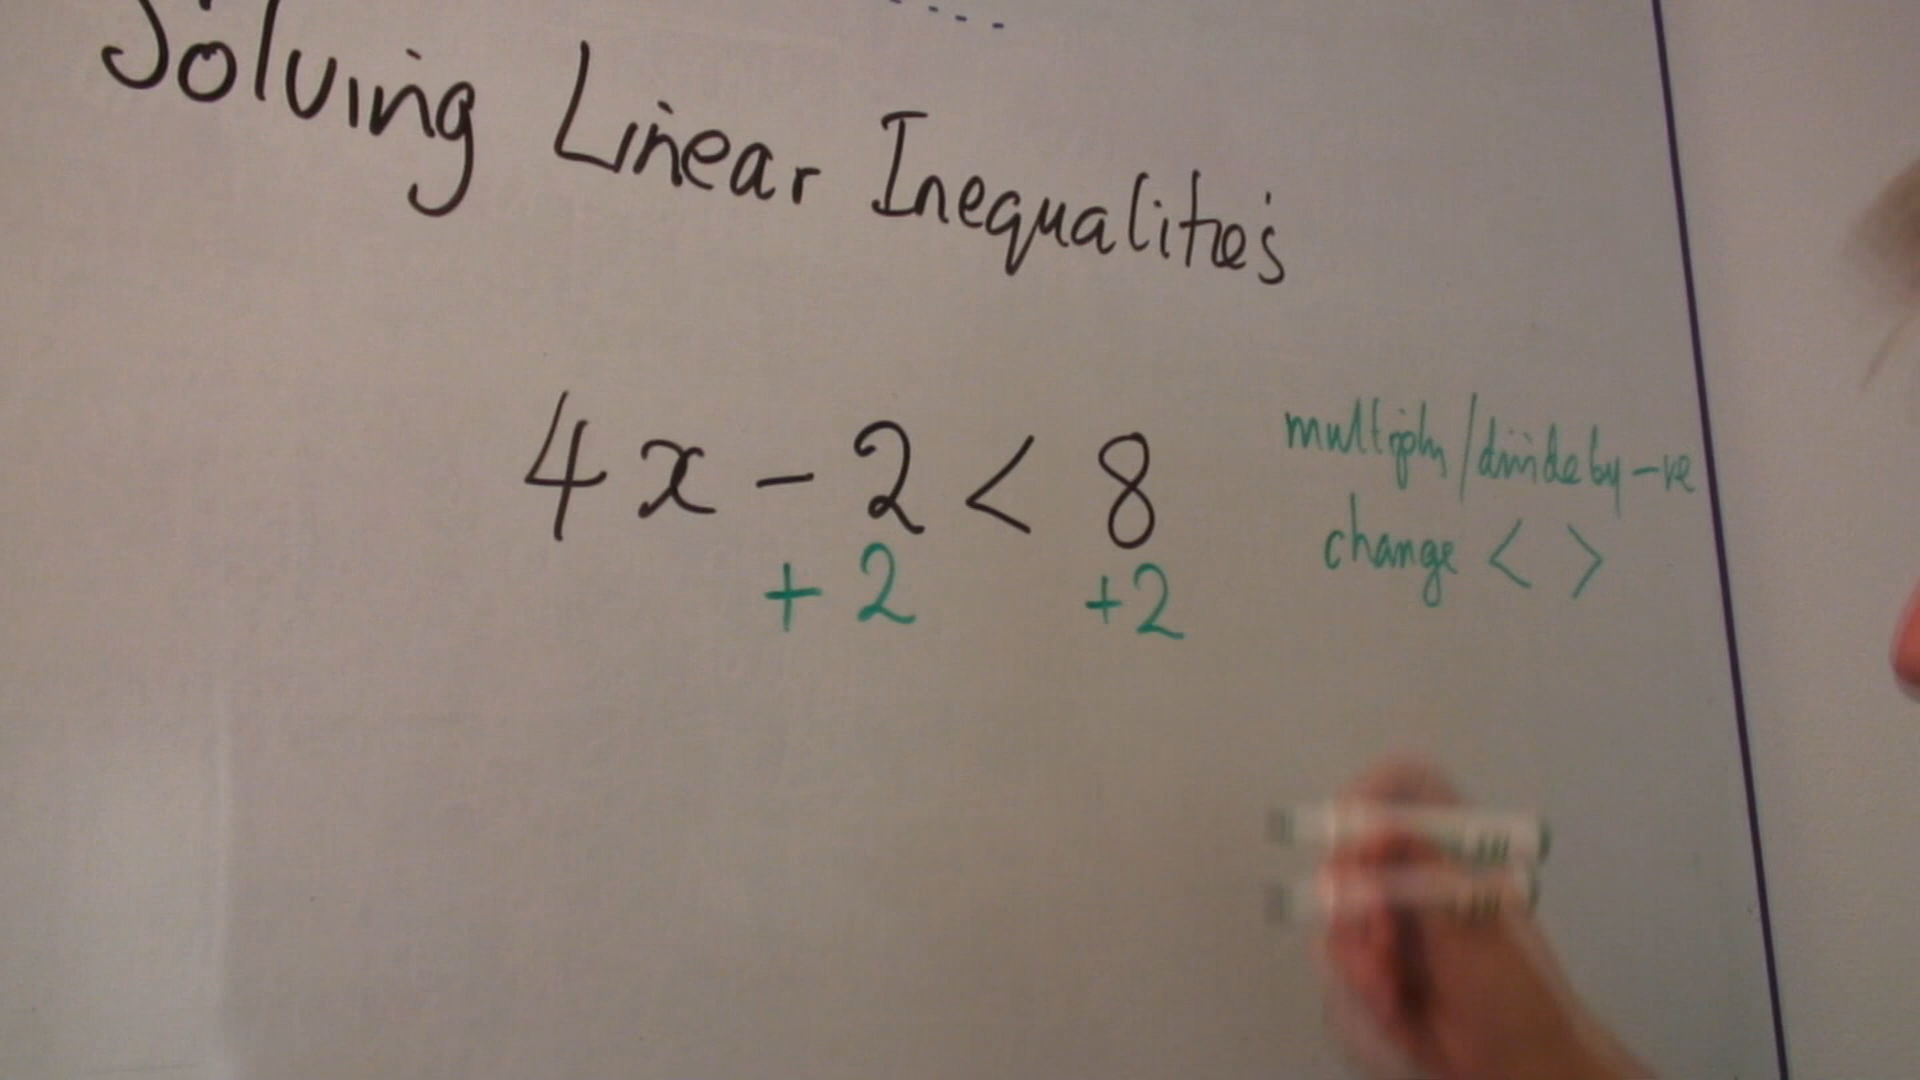 Solving Linear Inequalities
4x - 2 < 8
+ 2 +2
multiply/divide by -ve
change < >